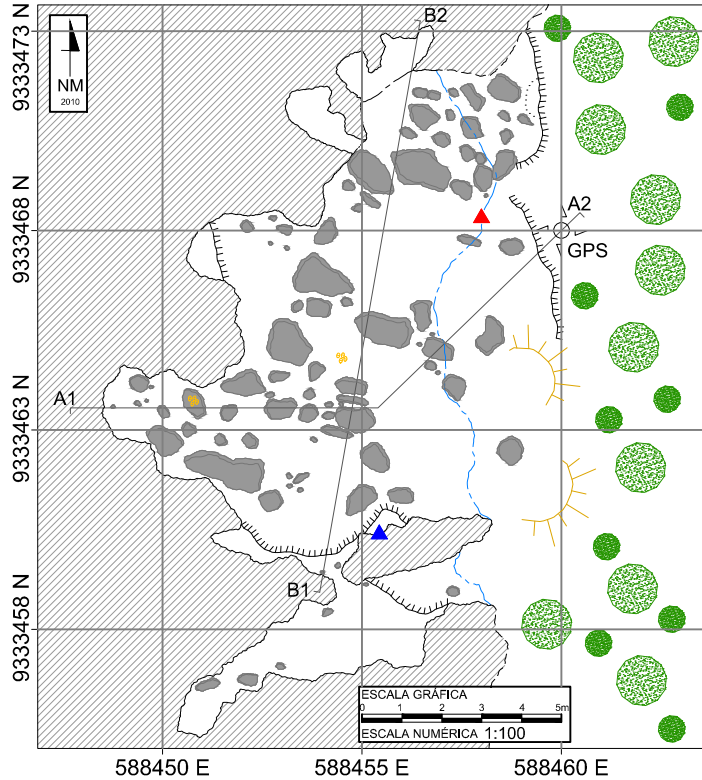 B2
9333473 N
NM
2010
A2
9333468 N
GPS
A1
9333463 N
B1
9333458 N
ESCALA GRÁFICA
0 1 2 3 4 5m
ESCALA NUMÉRICA 1:100
588450 E 588455 E 588460 E